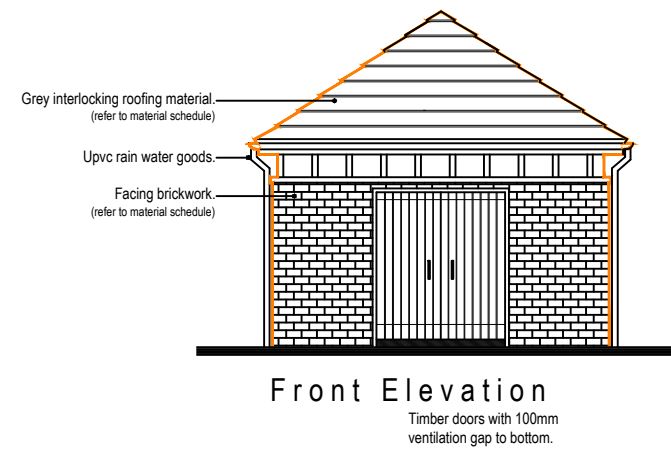 Grey interlocking roofing material.
(refer to material schedule)
Upvc rain water goods.
Facing brickwork.
(refer to material schedule)
Front Elevation
Timber doors with 100mm
ventilation gap to bottom.